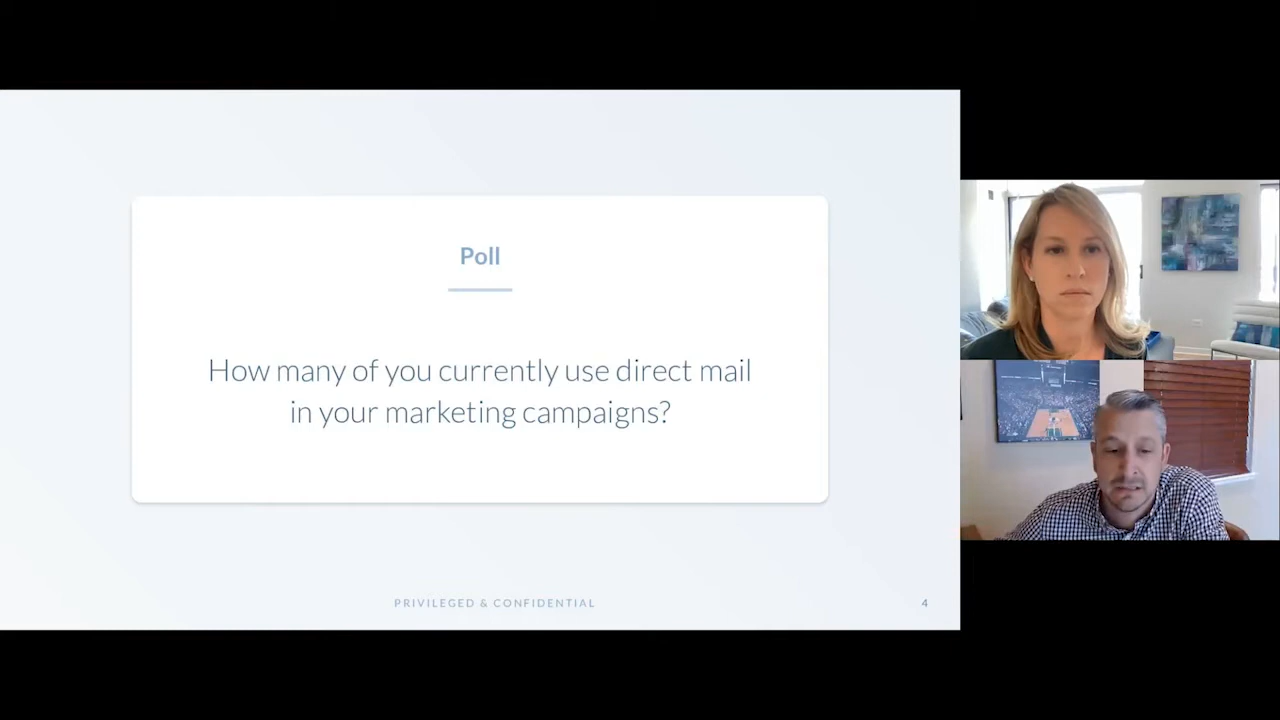 Poll
How many of you currently use direct mail
in your marketing campaigns?
PRIVILEGED & CONFIDENTIAL
4